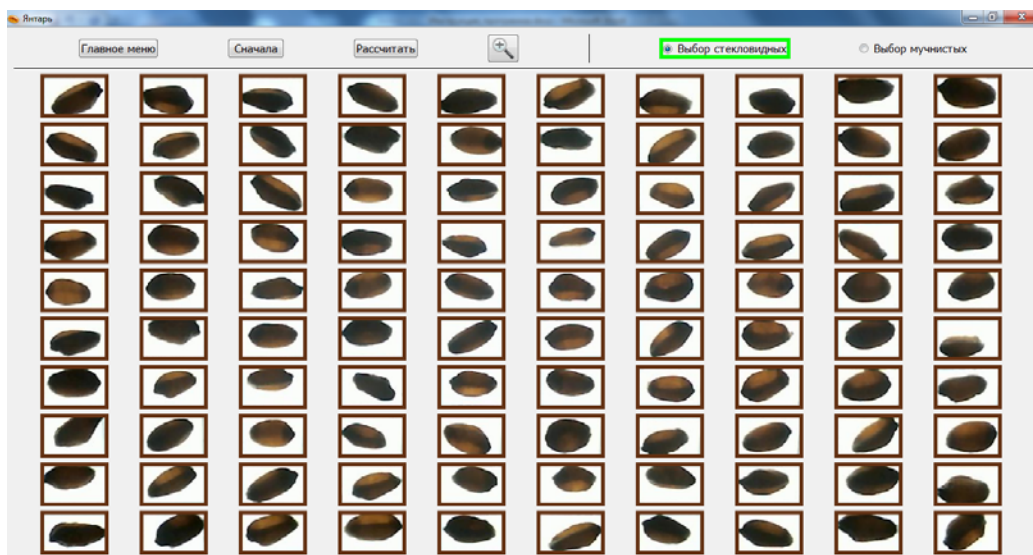 Янтарь
Главное меню Сначала Рассчитать Выбор стекловидных Выбор мучнистых